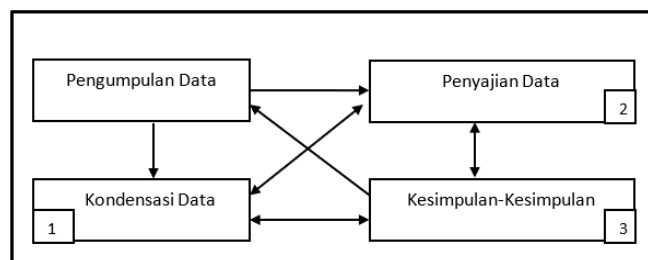 Pengumpulan Data
Penyajian Data
2
Kondensasi Data
1
Kesimpulan-Kesimpulan
3